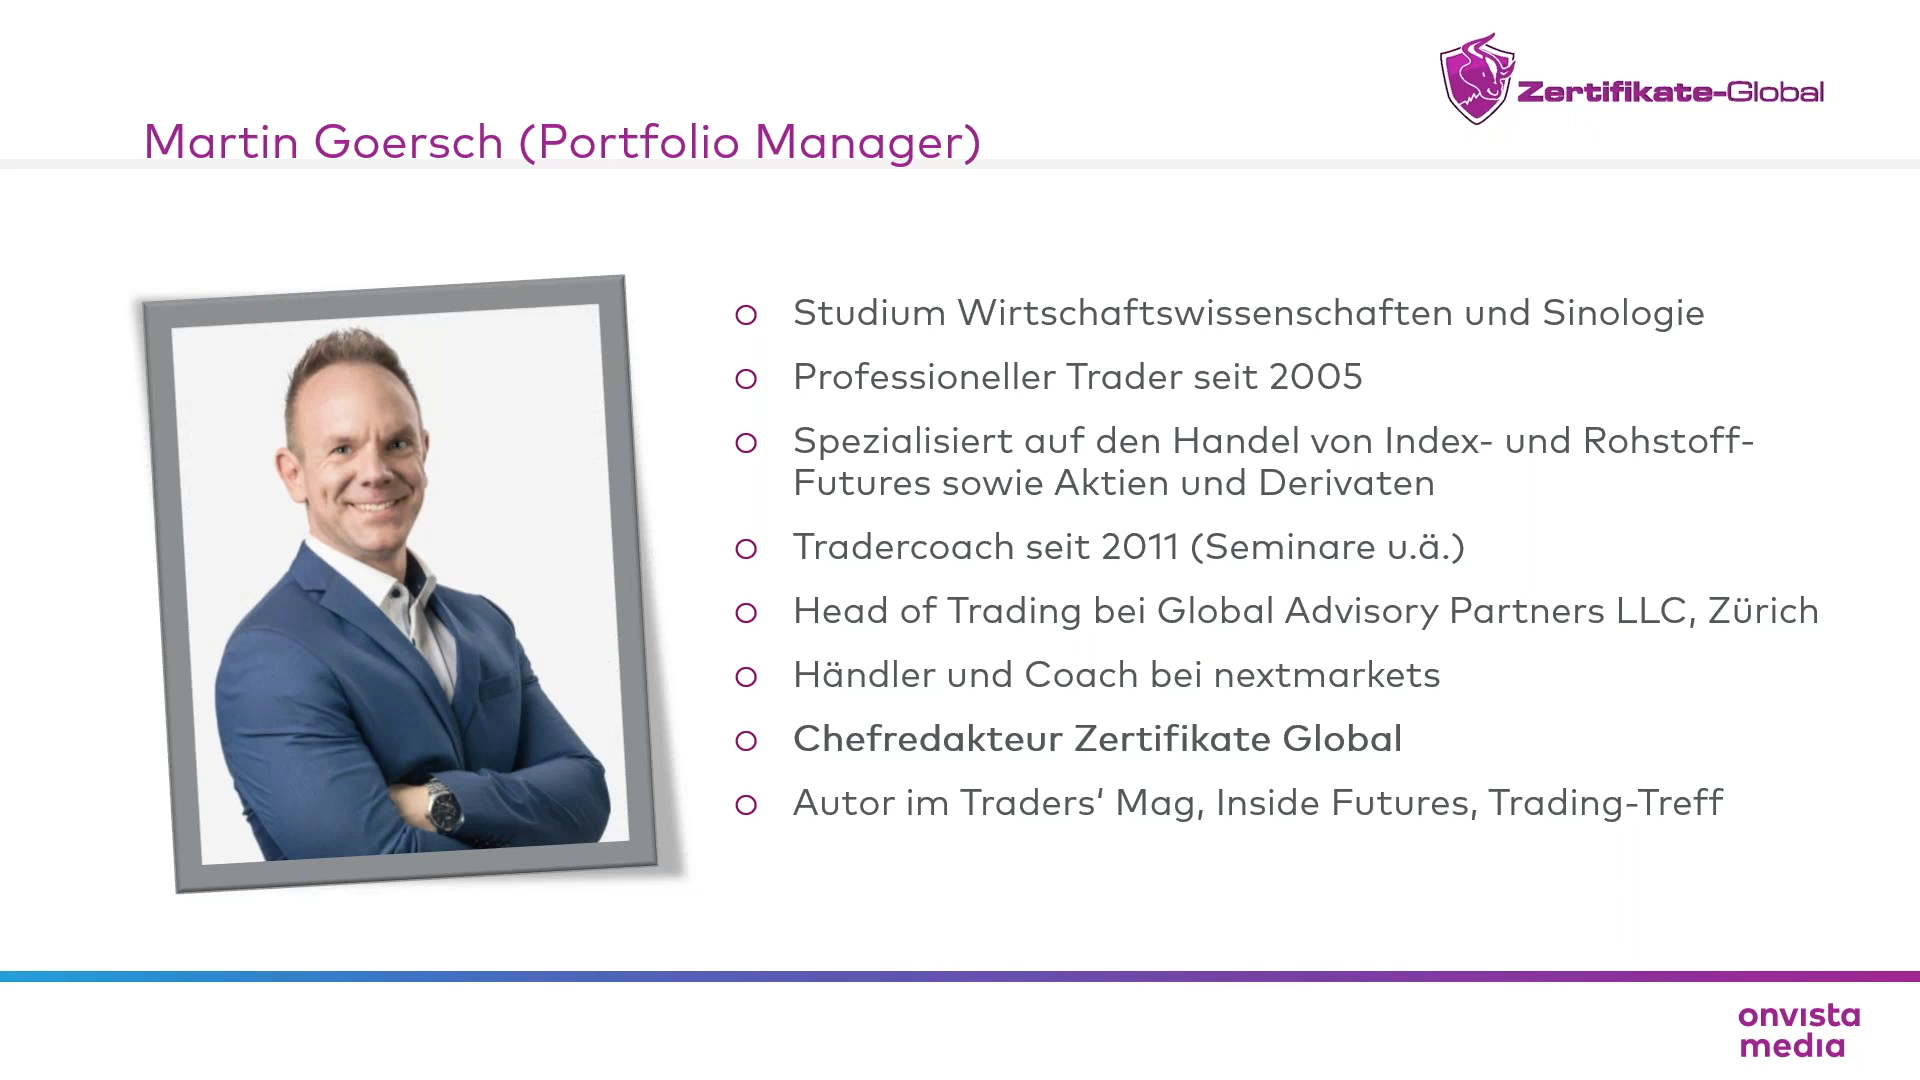 Zertifikate-Global
Martin Goersch (Portfolio Manager)
o Studium Wirtschaftswissenschaften und Sinologie
o Professioneller Trader seit 2005
o Spezialisiert auf den Handel von Index- und Rohstoff-
Futures sowie Aktien und Derivaten
o Tradercoach seit 2011 (Seminare u.ä.)
o Head of Trading bei Global Advisory Partners LLC, Zürich
o Händler und Coach bei nextmarkets
o Chefredakteur Zertifikate Global
o Autor im Traders‘ Mag, Inside Futures, Trading-Treff
onvista
media